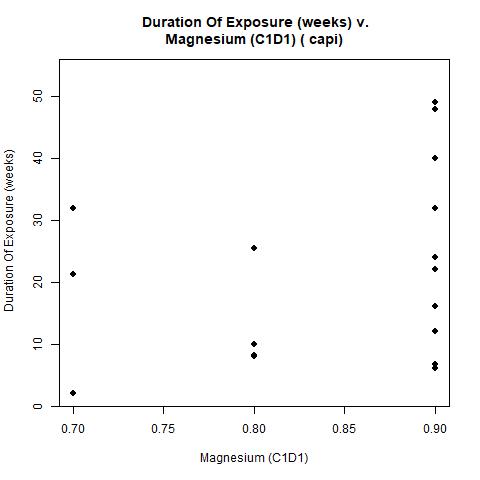 Duration Of Exposure (weeks) v.
Magnesium (C1D1) ( capi)
Duration Of Exposure (weeks)
50
40
30
20
10
0
0.70 0.75 0.80 0.85 0.90
Magnesium (C1D1)